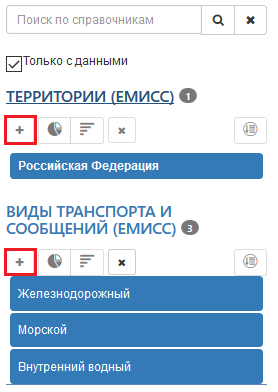 Поиск по справочникам
Только с данными
ТЕРРИТОРИИ (ЕМИСС) 1
Российская Федерация
ВИДЫ ТРАНСПОРТА И
СООБЩЕНИЙ (ЕМИСС) 3
Железнодорожный
Морской
Внутренний водный